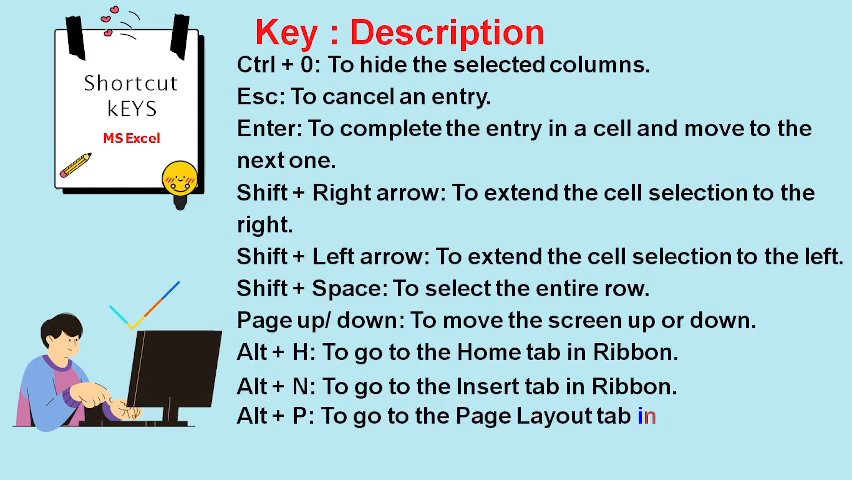 Shortcut
kEYS
MS Excel
Key : Description
Ctrl + 0: To hide the selected columns.
Esc: To cancel an entry.
Enter: To complete the entry in a cell and move to the
next one.
Shift + Right arrow: To extend the cell selection to the
right.
Shift + Left arrow: To extend the cell selection to the left.
Shift + Space: To select the entire row.
Page up/ down: To move the screen up or down.
Alt + H: To go to the Home tab in Ribbon.
Alt + N: To go to the Insert tab in Ribbon.
Alt + P: To go to the Page Layout tab in